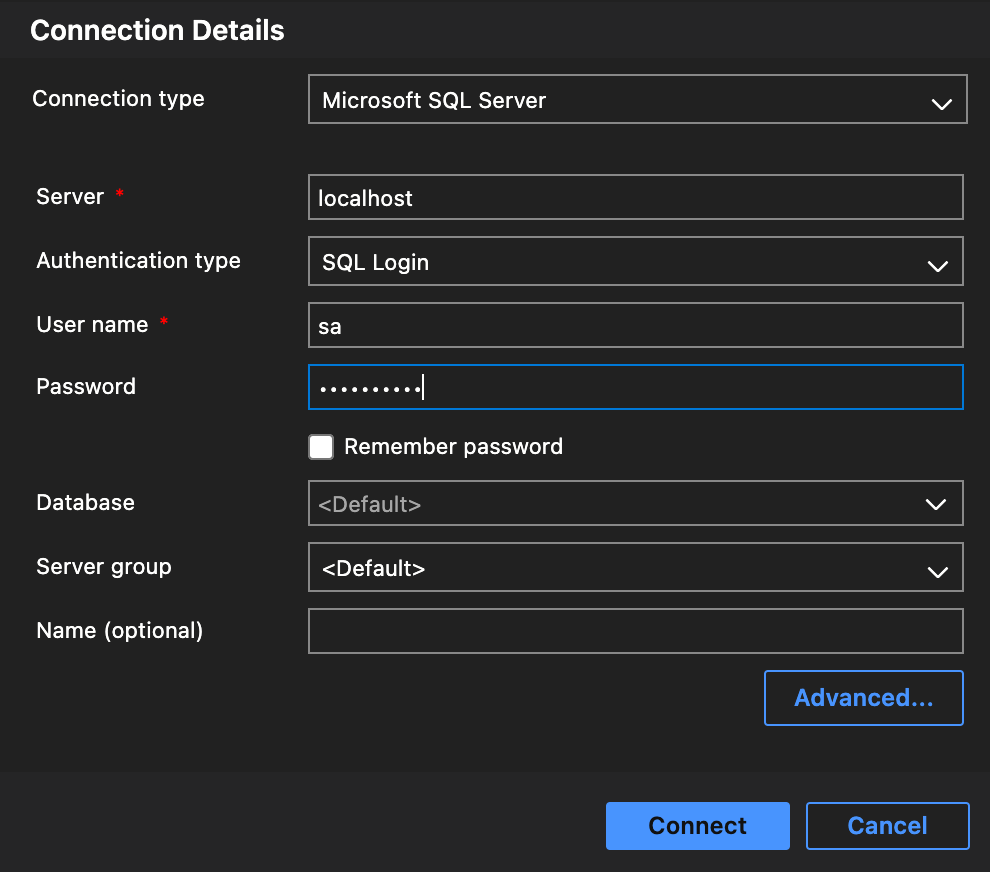 Connection Details
Connection type Microsoft SQL Server
Server * localhost
Authentication type SQL Login
User name * sa
Password ••••••••••
Remember password
Database <Default>
Server group <Default>
Name (optional)
Advanced...
Connect Cancel